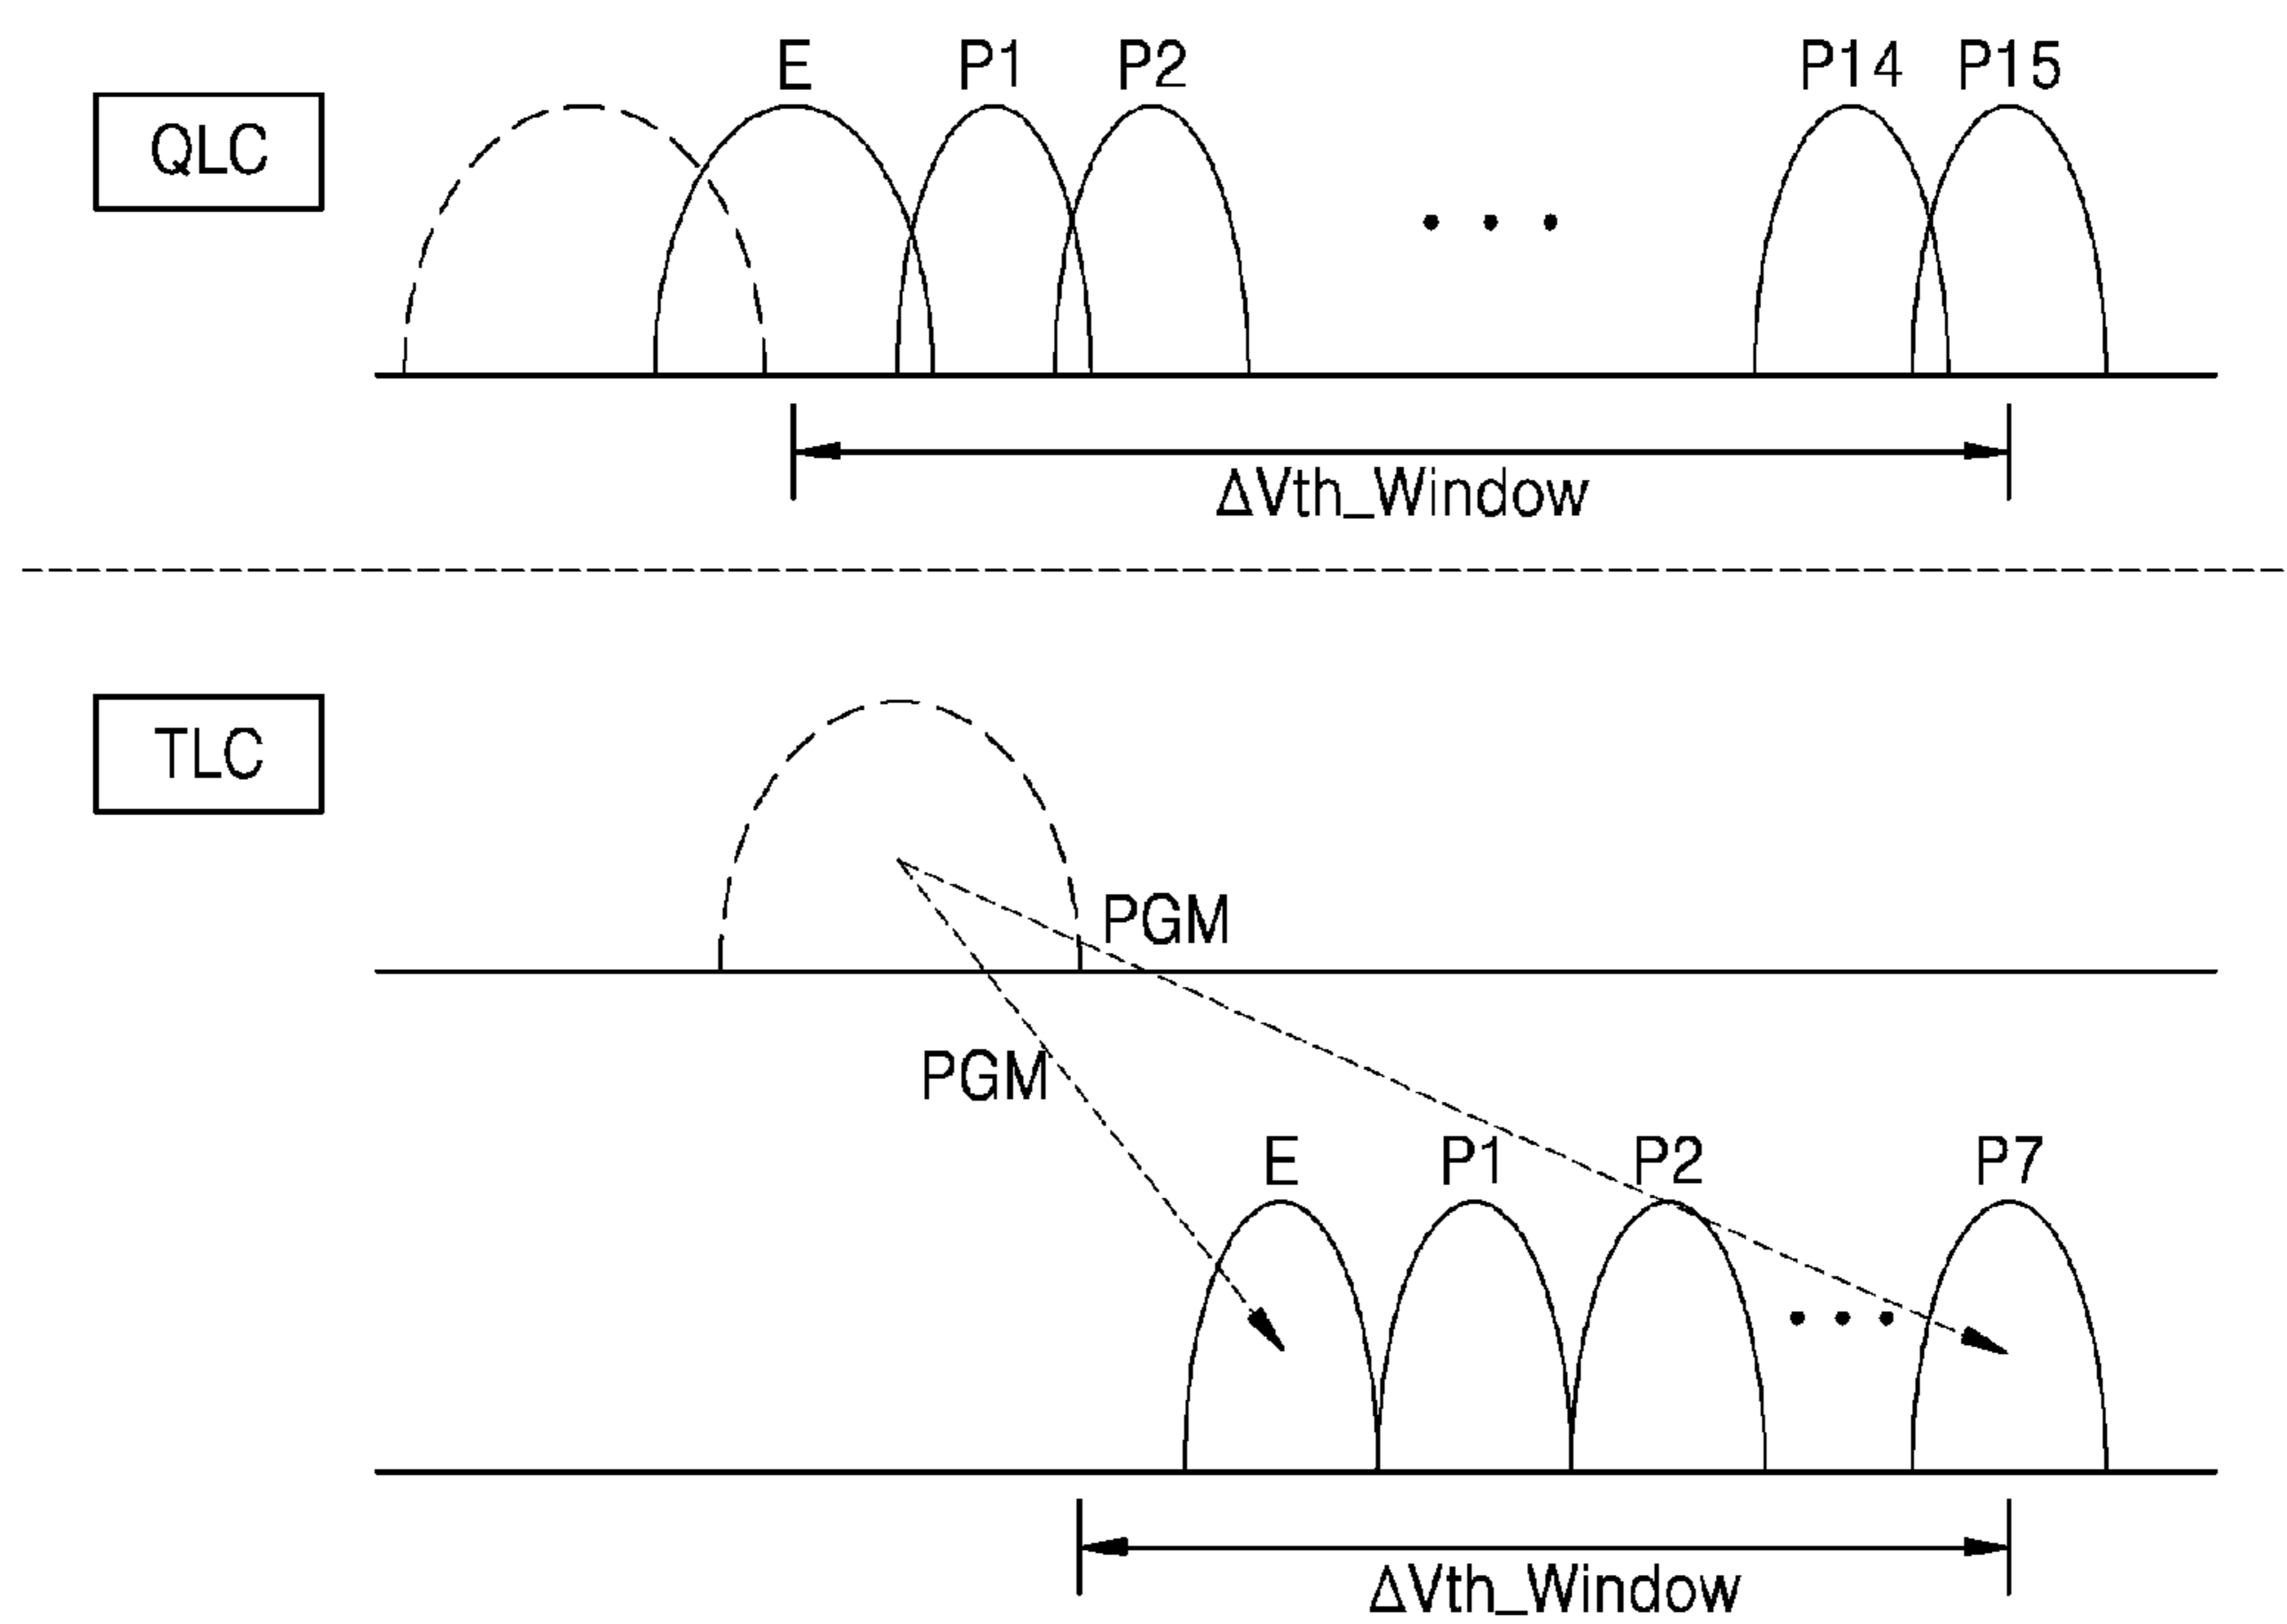 E P1 P2 P14 P15
QLC
ΔVth_Window
TLC
PGM
PGM
E P1 P2 P7
ΔVth_Window